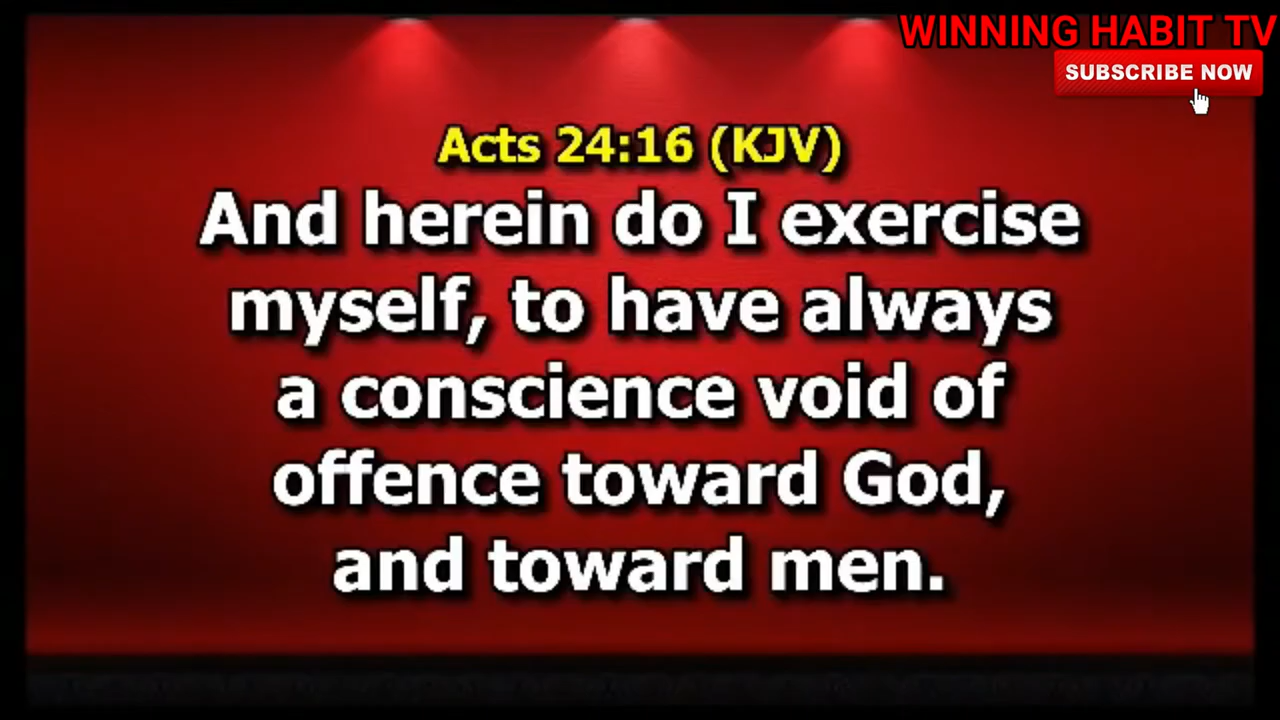 WINNING HABIT TV
SUBSCRIBE NOW
Acts 24:16 (KJV)
And herein do I exercise
myself, to have always
a conscience void of
offence toward God,
and toward men.